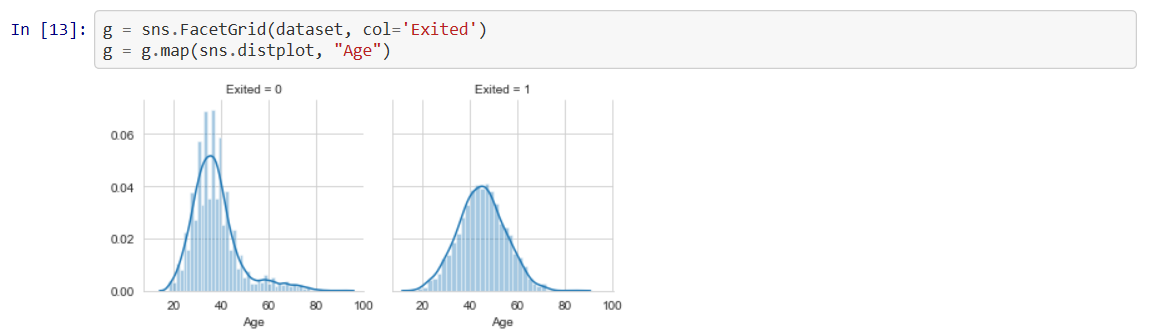 In [13]: g = sns.FacetGrid(dataset, col='Exited')
g = g.map(sns.distplot, "Age")
Exited = 0 Exited = 1
0.06
0.04
0.02
0.00
20 40 60 80 100 20 40 60 80 100
Age Age